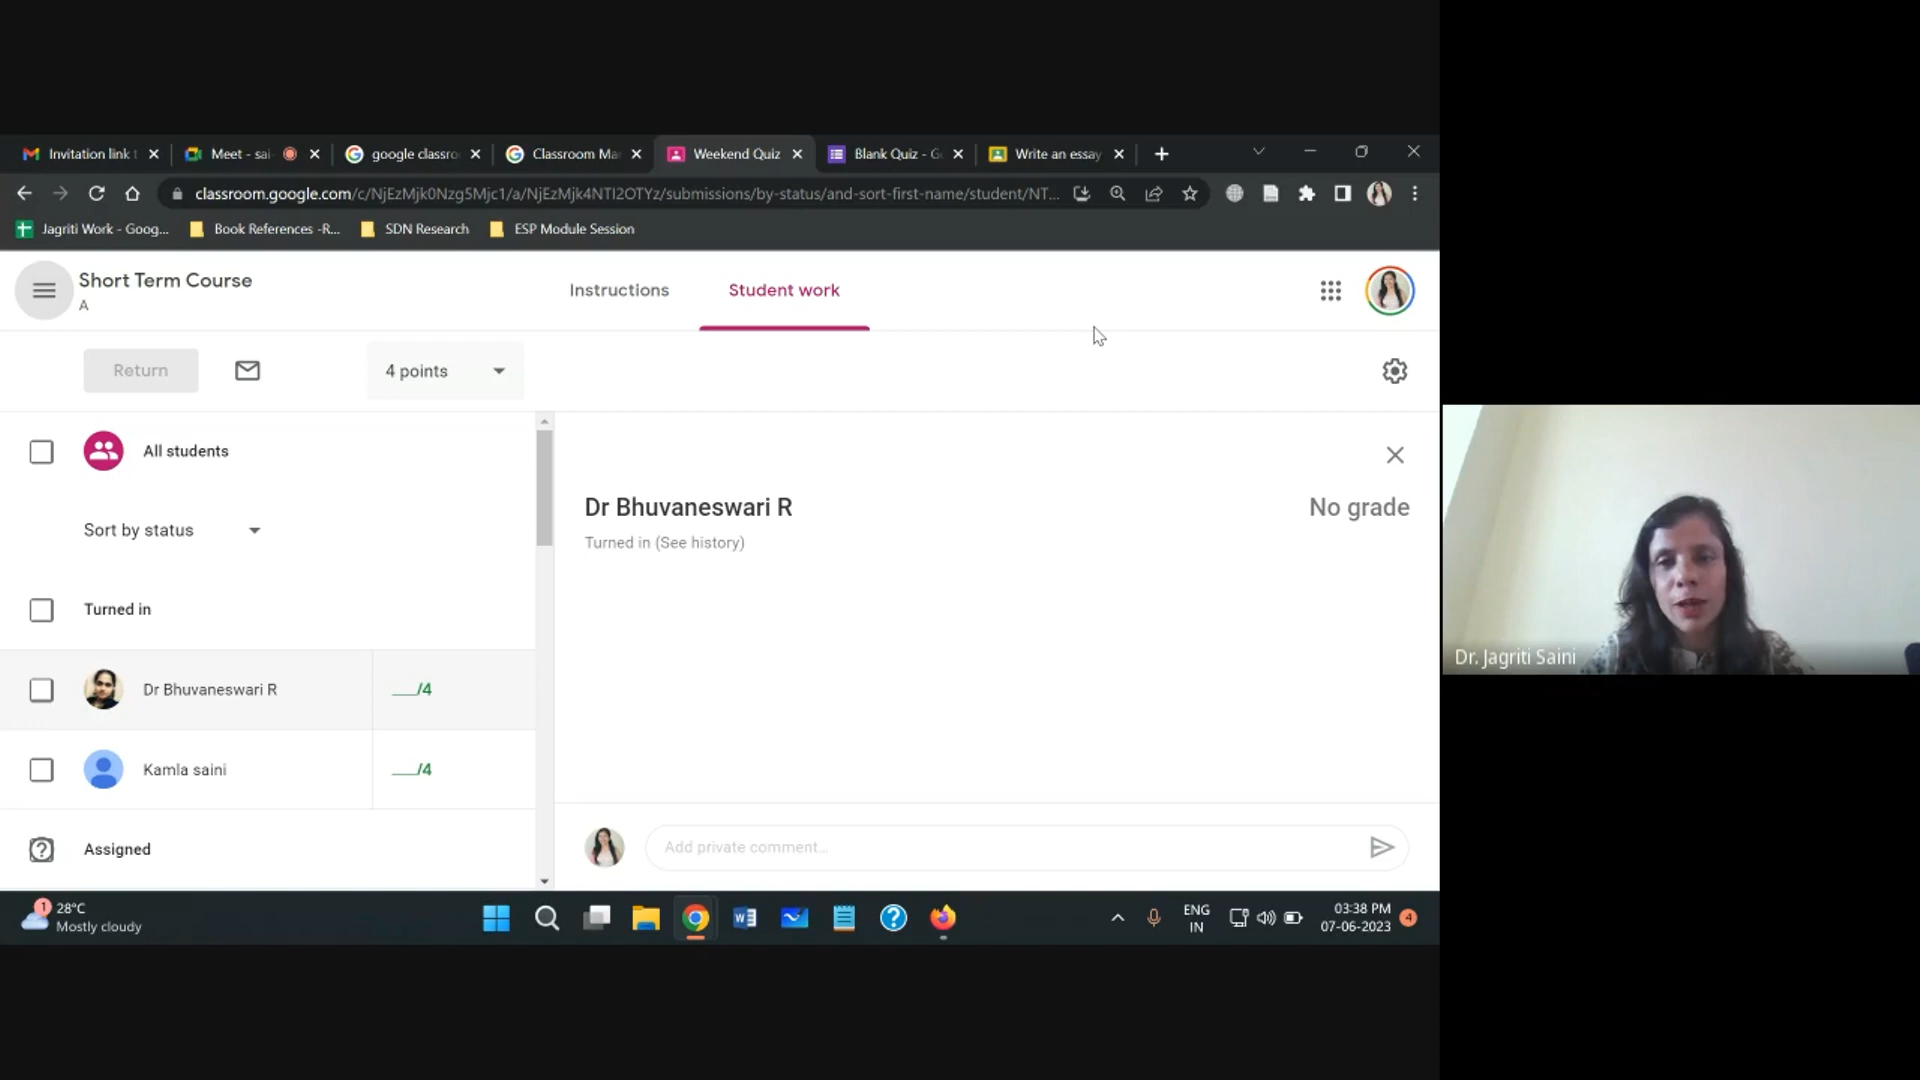 Invitation link t
Meet - sai
google classro
Classroom Ma
Weekend Quiz
Blank Quiz - G
Write an essay
classroom.google.com/c/NjEzMjk0Nzg5Mjc1/a/NjEzMjk4NTI2OTYz/submissions/by-status/and-sort-first-name/student/NT...
Jagriti Work - Goog...
Book References -R...
SDN Research
ESP Module Session
Short Term Course
A
Instructions
Student work
Return
4 points
All students
Sort by status
Turned in
Dr Bhuvaneswari R
___/4
Kamla saini
___/4
Assigned
Dr Bhuvaneswari R
No grade
Turned in (See history)
Add private comment...
Dr. Jagriti Saini
1
28°C
Mostly cloudy
ENG
IN
03:38 PM
07-06-2023
4